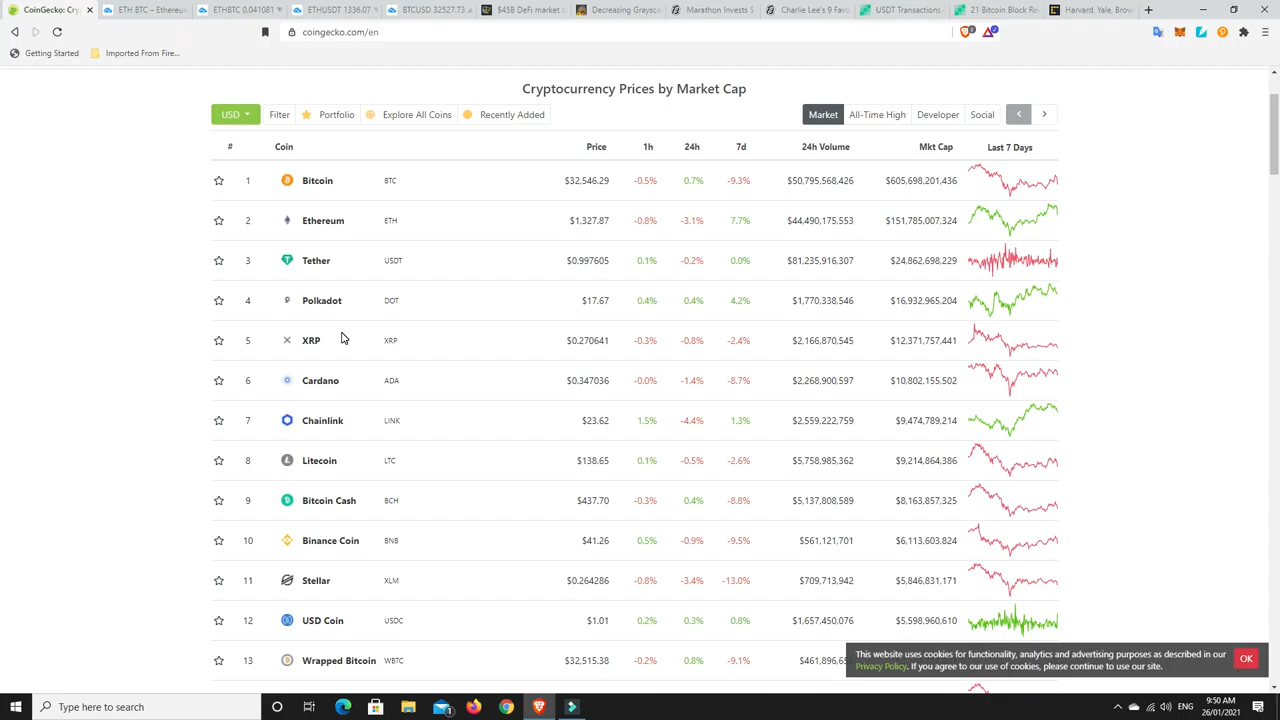 CoinGecko: Cryp
ETH BTC – Ethereu
ETHBTC 0.041081
ETHUSDT 1336.07
BTCUSD 32527.73
$45B DeFi market c
Decreasing Graysca
Marathon Invests $
Charlie Lee's 9 Favo
USDT Transactions
21 Bitcoin Block Re
Harvard, Yale, Brow
coingecko.com/en
Getting Started
Imported From Fire...
Cryptocurrency Prices by Market Cap
USD Filter Portfolio Explore All Coins Recently Added Market All-Time High Developer Social
# Coin Price 1h 24h 7d 24h Volume Mkt Cap Last 7 Days
1 Bitcoin BTC $32,546.29 -0.5% 0.7% -9.3% $50,795,568,426 $605,698,201,436
2 Ethereum ETH $1,327.87 -0.8% -3.1% 7.7% $44,490,175,553 $151,785,007,324
3 Tether USDT $0.997605 0.1% -0.2% 0.0% $81,235,916,307 $24,862,698,229
4 Polkadot DOT $17.67 0.4% 0.4% 4.2% $1,770,338,546 $16,932,965,204
5 XRP XRP $0.270641 -0.3% -0.8% -2.4% $2,166,870,545 $12,371,757,441
6 Cardano ADA $0.347036 -0.0% -1.4% -8.7% $2,268,900,597 $10,802,155,502
7 Chainlink LINK $23.62 1.5% -4.4% 1.3% $2,559,222,759 $9,474,789,214
8 Litecoin LTC $138.65 0.1% -0.5% -2.6% $5,758,985,362 $9,214,864,386
9 Bitcoin Cash BCH $437.70 -0.3% 0.4% -8.8% $5,137,808,589 $8,163,857,325
10 Binance Coin BNB $41.26 0.5% -0.9% -9.5% $561,121,701 $6,113,603,824
11 Stellar XLM $0.264286 -0.8% -3.4% -13.0% $709,713,942 $5,846,831,171
12 USD Coin USDC $1.01 0.2% 0.3% 0.8% $1,657,450,076 $5,598,960,610
13 Wrapped Bitcoin WBTC $32,515.38 -0.2% 0.8% -9.1% $461,896,65
This website uses cookies for functionality, analytics and advertising purposes as described in our
Privacy Policy. If you agree to our use of cookies, please continue to use our site.
OK
Type here to search
ENG
9:50 AM
26/01/2021